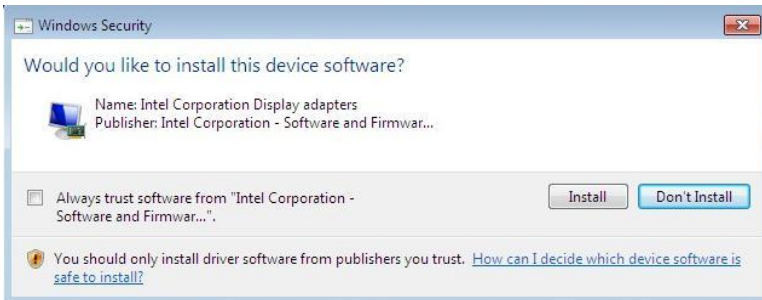 Windows Security
Would you like to install this device software?
Name: Intel Corporation Display adapters
Publisher: Intel Corporation - Software and Firmwar...
Always trust software from "Intel Corporation -
Software and Firmwar...".
Install
Don't Install
You should only install driver software from publishers you trust. How can I decide which device software is
safe to install?